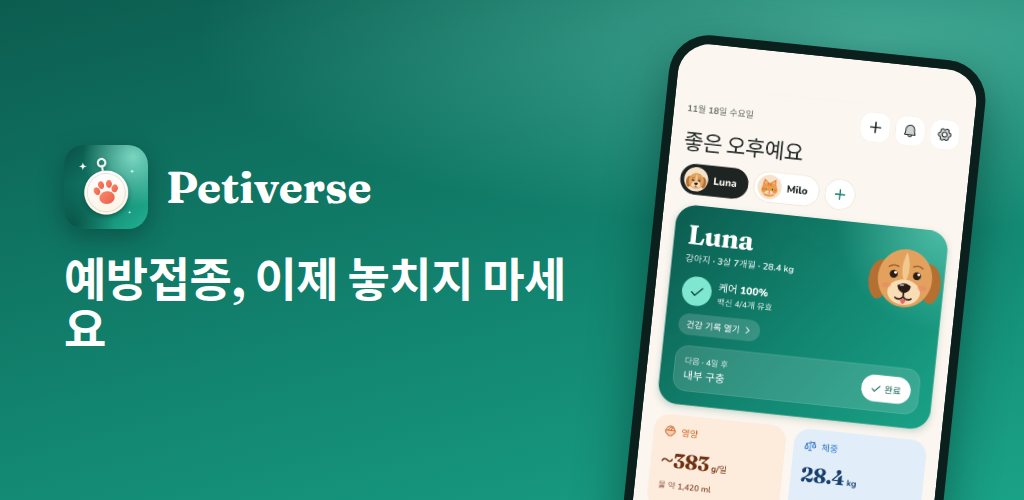 Petiverse
예방접종, 이제 놓치지 마세
요
11월 18일 수요일
좋은 오후예요
Luna
Milo
Luna
강아지 · 3살 7개월 · 28.4 kg
케어 100%
백신 4/4개 유효
건강 기록 열기
다음 · 4일 후
내부 구충
완료
영양
~383 g/일
물 약 1,420 ml
체중
28.4 kg